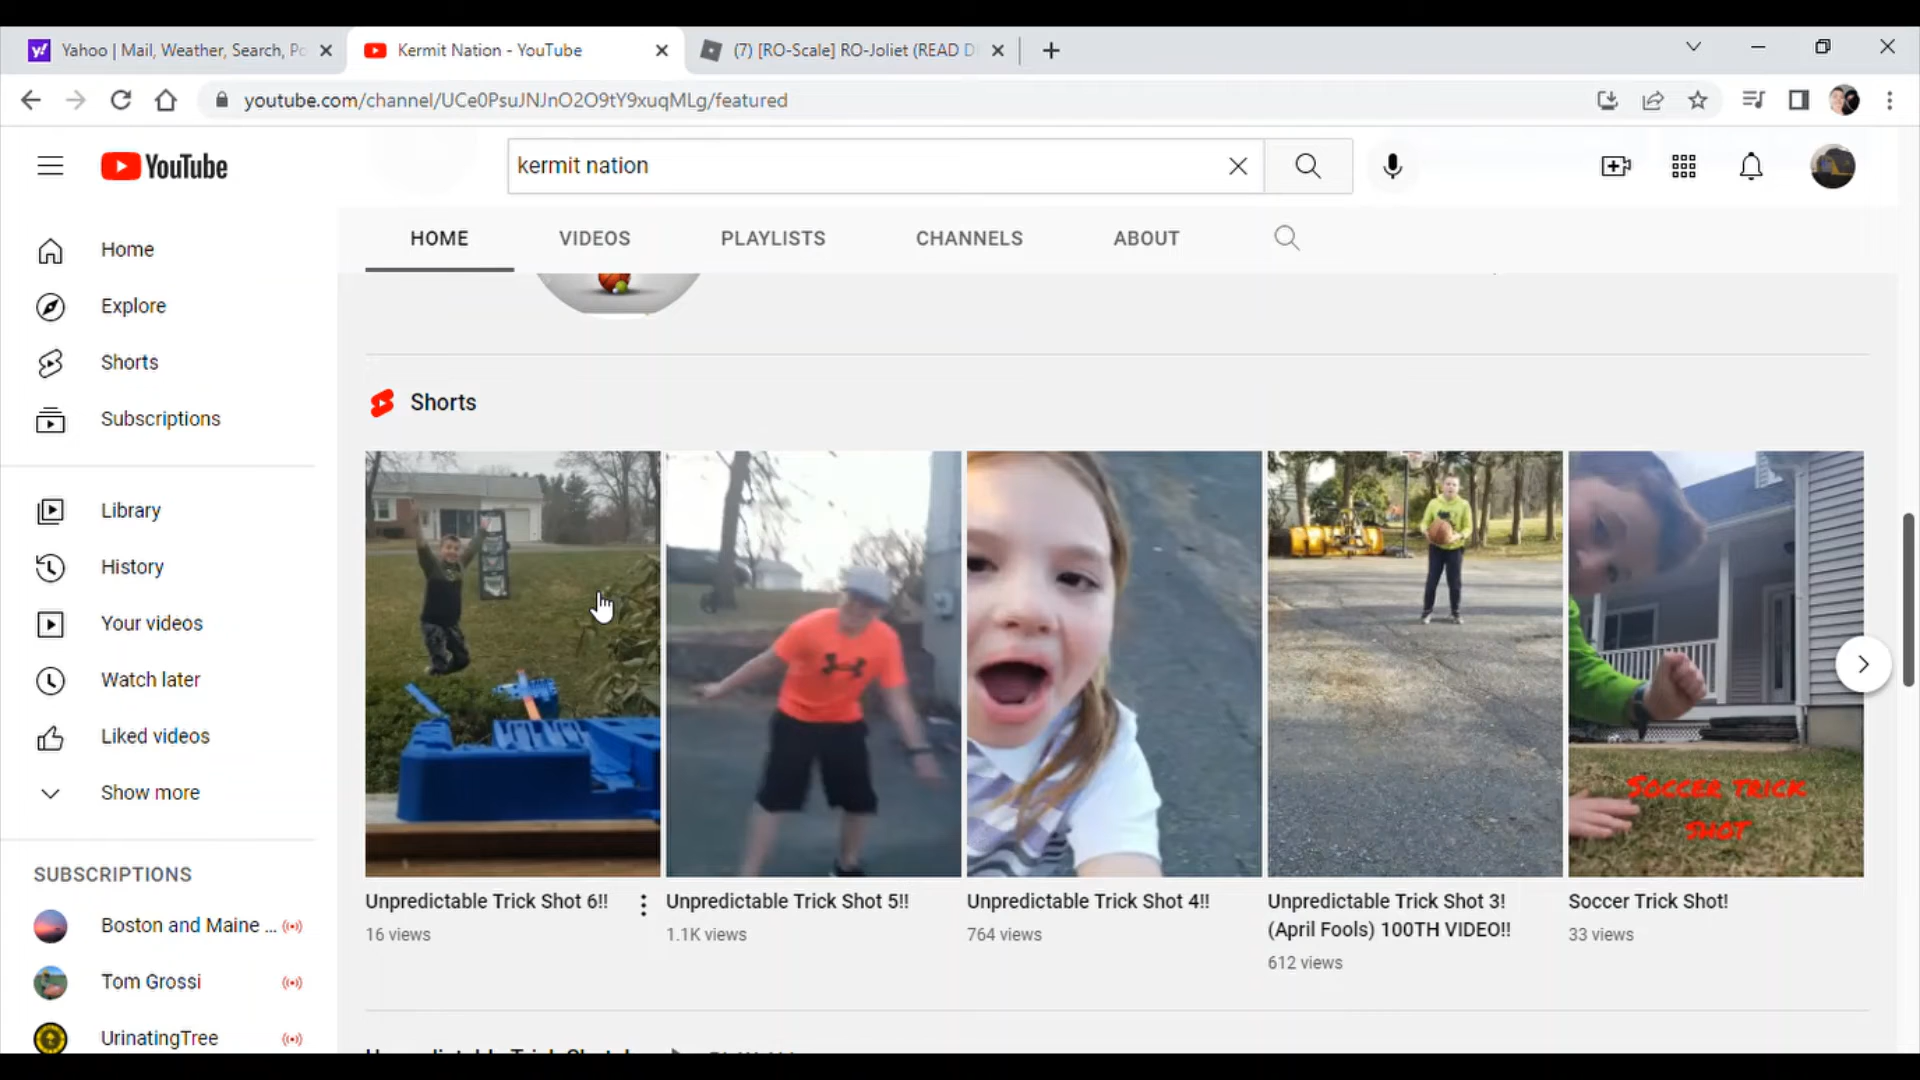 Yahoo | Mail, Weather, Search, Po
Kermit Nation - YouTube
(7) [RO-Scale] RO-Joliet (READ D
youtube.com/channel/UCe0PsuJNJnO2O9tY9xuqMLg/featured
YouTube
kermit nation
HOME VIDEOS PLAYLISTS CHANNELS ABOUT
Home
Explore
Shorts
Subscriptions
Library
History
Your videos
Watch later
Liked videos
Show more
SUBSCRIPTIONS
Boston and Maine ...
Tom Grossi
UrinatingTree
Shorts
SOCCER TRICK
SHOT
Unpredictable Trick Shot 6!!
16 views
Unpredictable Trick Shot 5!!
1.1K views
Unpredictable Trick Shot 4!!
764 views
Unpredictable Trick Shot 3!
(April Fools) 100TH VIDEO!!
612 views
Soccer Trick Shot!
33 views